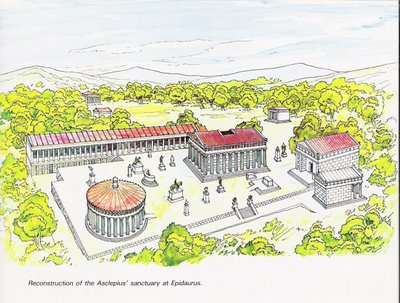 Reconstruction of the Asclepius' sanctuary at Epidaurus.